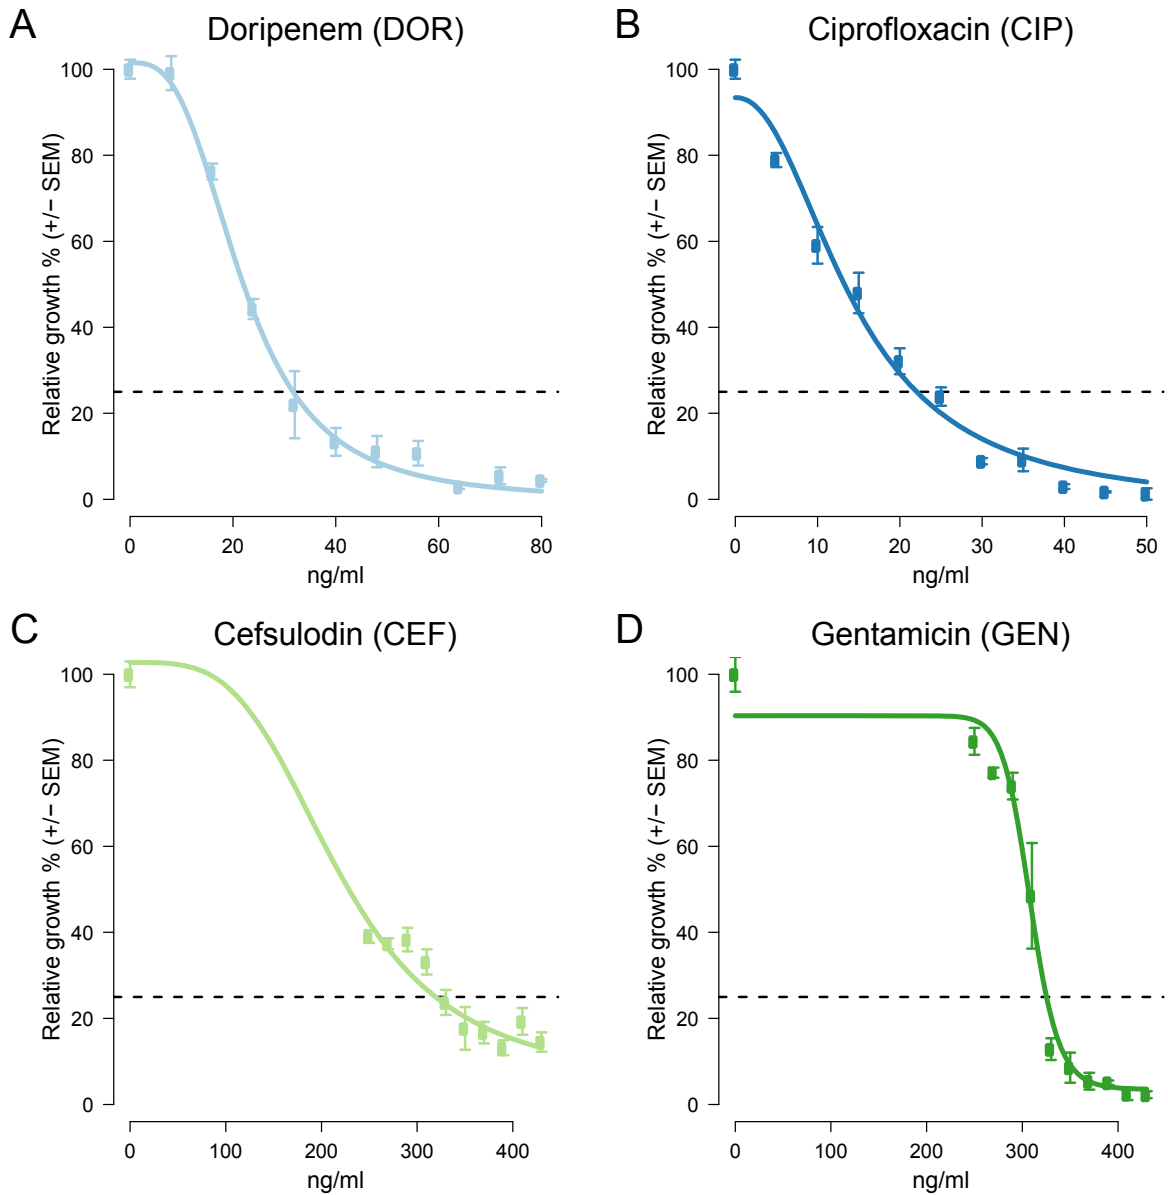 A
Doripenem (DOR)
Relative growth % (+/− SEM)
100
80
60
40
20
0
0 20 40 60 80
ng/ml
B
Ciprofloxacin (CIP)
Relative growth % (+/− SEM)
100
80
60
40
20
0
0 10 20 30 40 50
ng/ml
C
Cefsulodin (CEF)
Relative growth % (+/− SEM)
100
80
60
40
20
0
0 100 200 300 400
ng/ml
D
Gentamicin (GEN)
Relative growth % (+/− SEM)
100
80
60
40
20
0
0 100 200 300 400
ng/ml